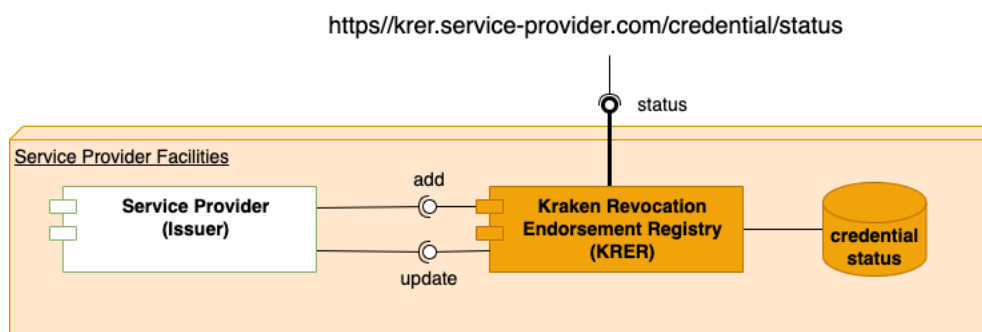 https//krer.service-provider.com/credential/status
status
Service Provider Facilities
add
Service Provider
(Issuer)
Kraken Revocation
Endorsement Registry
(KRER)
credential
status
update